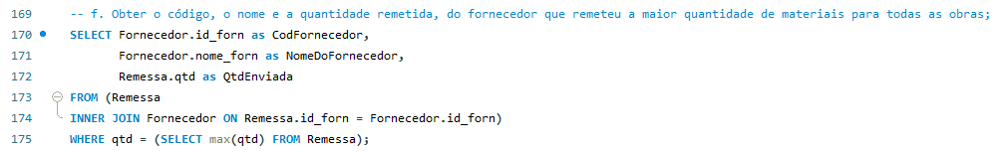 169 -- f. Obter o código, o nome e a quantidade remetida, do fornecedor que remeteu a maior quantidade de materiais para todas as obras;
170 SELECT Fornecedor.id_forn as CodFornecedor,
171 Fornecedor.nome_forn as NomeDoFornecedor,
172 Remessa.qtd as QtdEnviada
173 FROM (Remessa
174 INNER JOIN Fornecedor ON Remessa.id_forn = Fornecedor.id_forn)
175 WHERE qtd = (SELECT max(qtd) FROM Remessa);